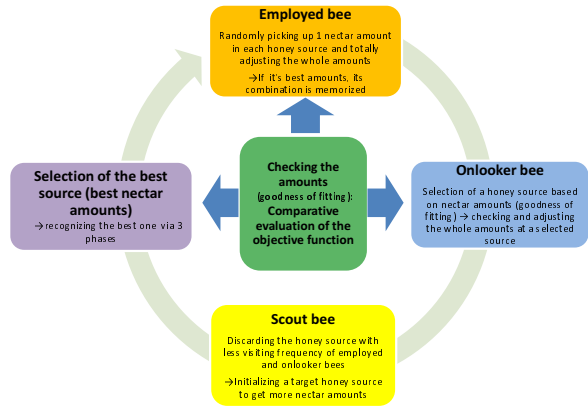 Employed bee
Randomly picking up 1 nectar amount
in each honey source and totally
adjusting the whole amounts
→If it's best amounts, its
combination is memorized
Selection of the best
source (best nectar
amounts)
→recognizing the best one via 3
phases
Checking the
amounts
(goodness of fitting):
Comparative
evaluation of the
objective function
Onlooker bee
Selection of a honey source based
on nectar amounts (goodness of
fitting) → checking and adjusting
the whole amounts at a selected
source
Scout bee
Discarding the honey source with
less visiting frequency of employed
and onlooker bees
→Initializing a target honey source
to get more nectar amounts